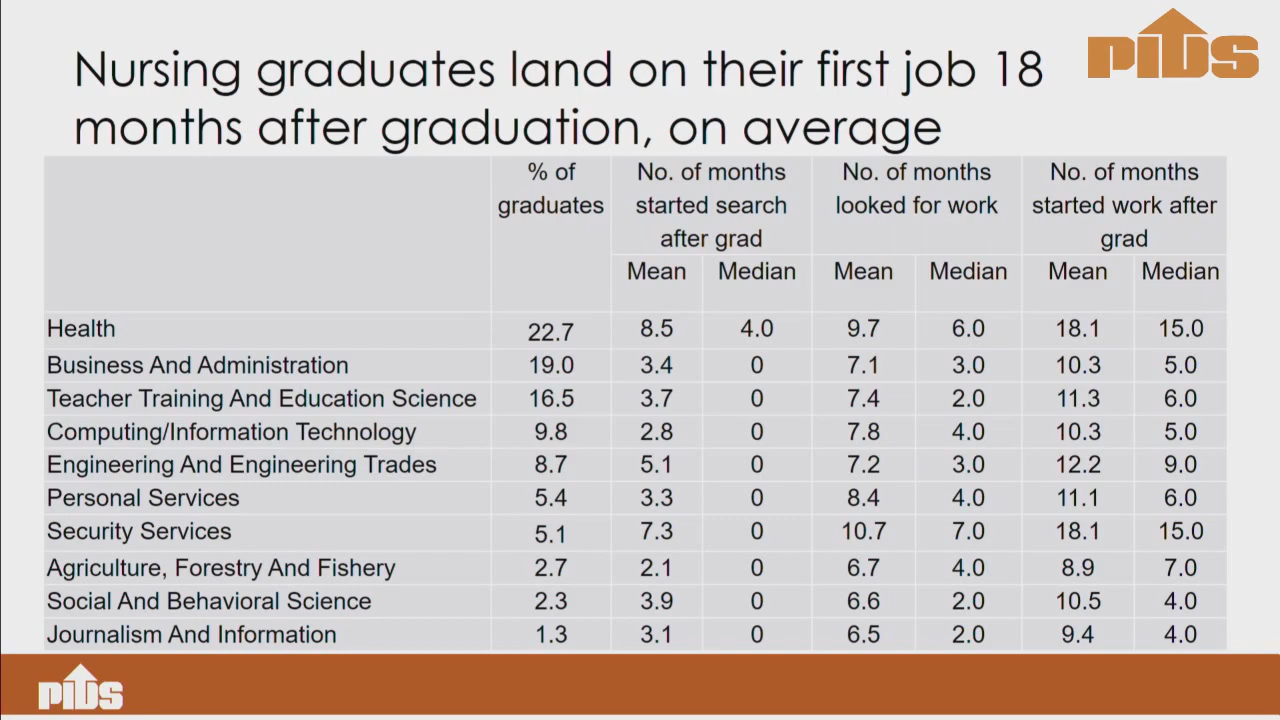 PIDS
Nursing graduates land on their first job 18
months after graduation, on average
% of graduates | No. of months started search after grad | No. of months looked for work | No. of months started work after grad
Mean Median Mean Median Mean Median
Health 22.7 8.5 4.0 9.7 6.0 18.1 15.0
Business And Administration 19.0 3.4 0 7.1 3.0 10.3 5.0
Teacher Training And Education Science 16.5 3.7 0 7.4 2.0 11.3 6.0
Computing/Information Technology 9.8 2.8 0 7.8 4.0 10.3 5.0
Engineering And Engineering Trades 8.7 5.1 0 7.2 3.0 12.2 9.0
Personal Services 5.4 3.3 0 8.4 4.0 11.1 6.0
Security Services 5.1 7.3 0 10.7 7.0 18.1 15.0
Agriculture, Forestry And Fishery 2.7 2.1 0 6.7 4.0 8.9 7.0
Social And Behavioral Science 2.3 3.9 0 6.6 2.0 10.5 4.0
Journalism And Information 1.3 3.1 0 6.5 2.0 9.4 4.0
PIDS